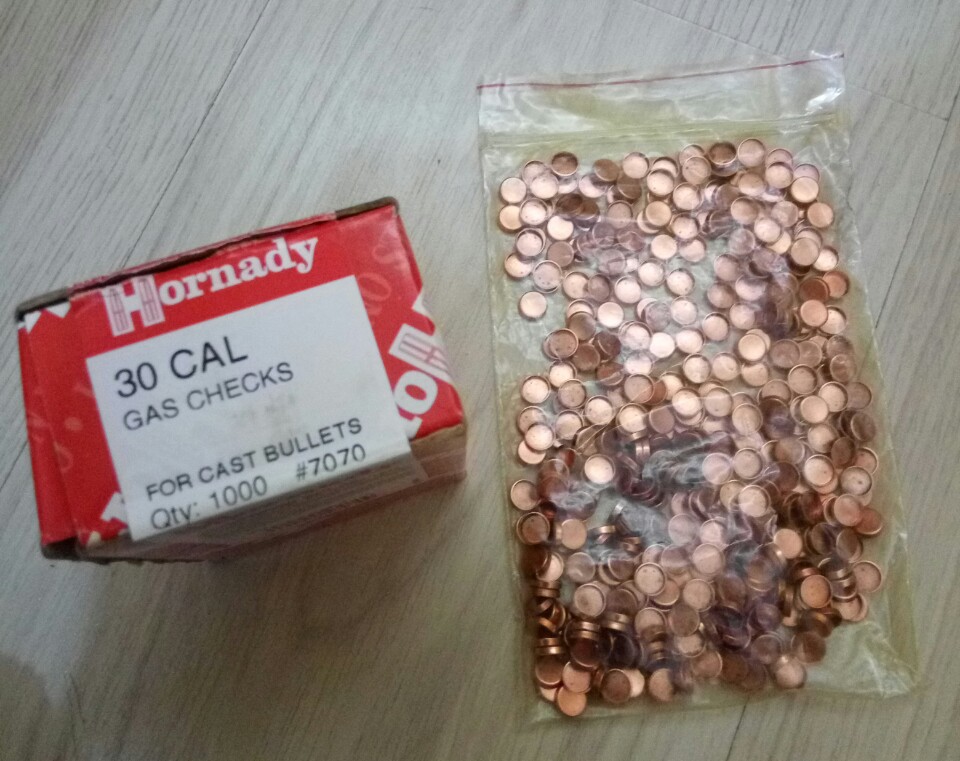 Hornady
30 CAL
GAS CHECKS
FOR CAST BULLETS
Qty: 1000 #7070